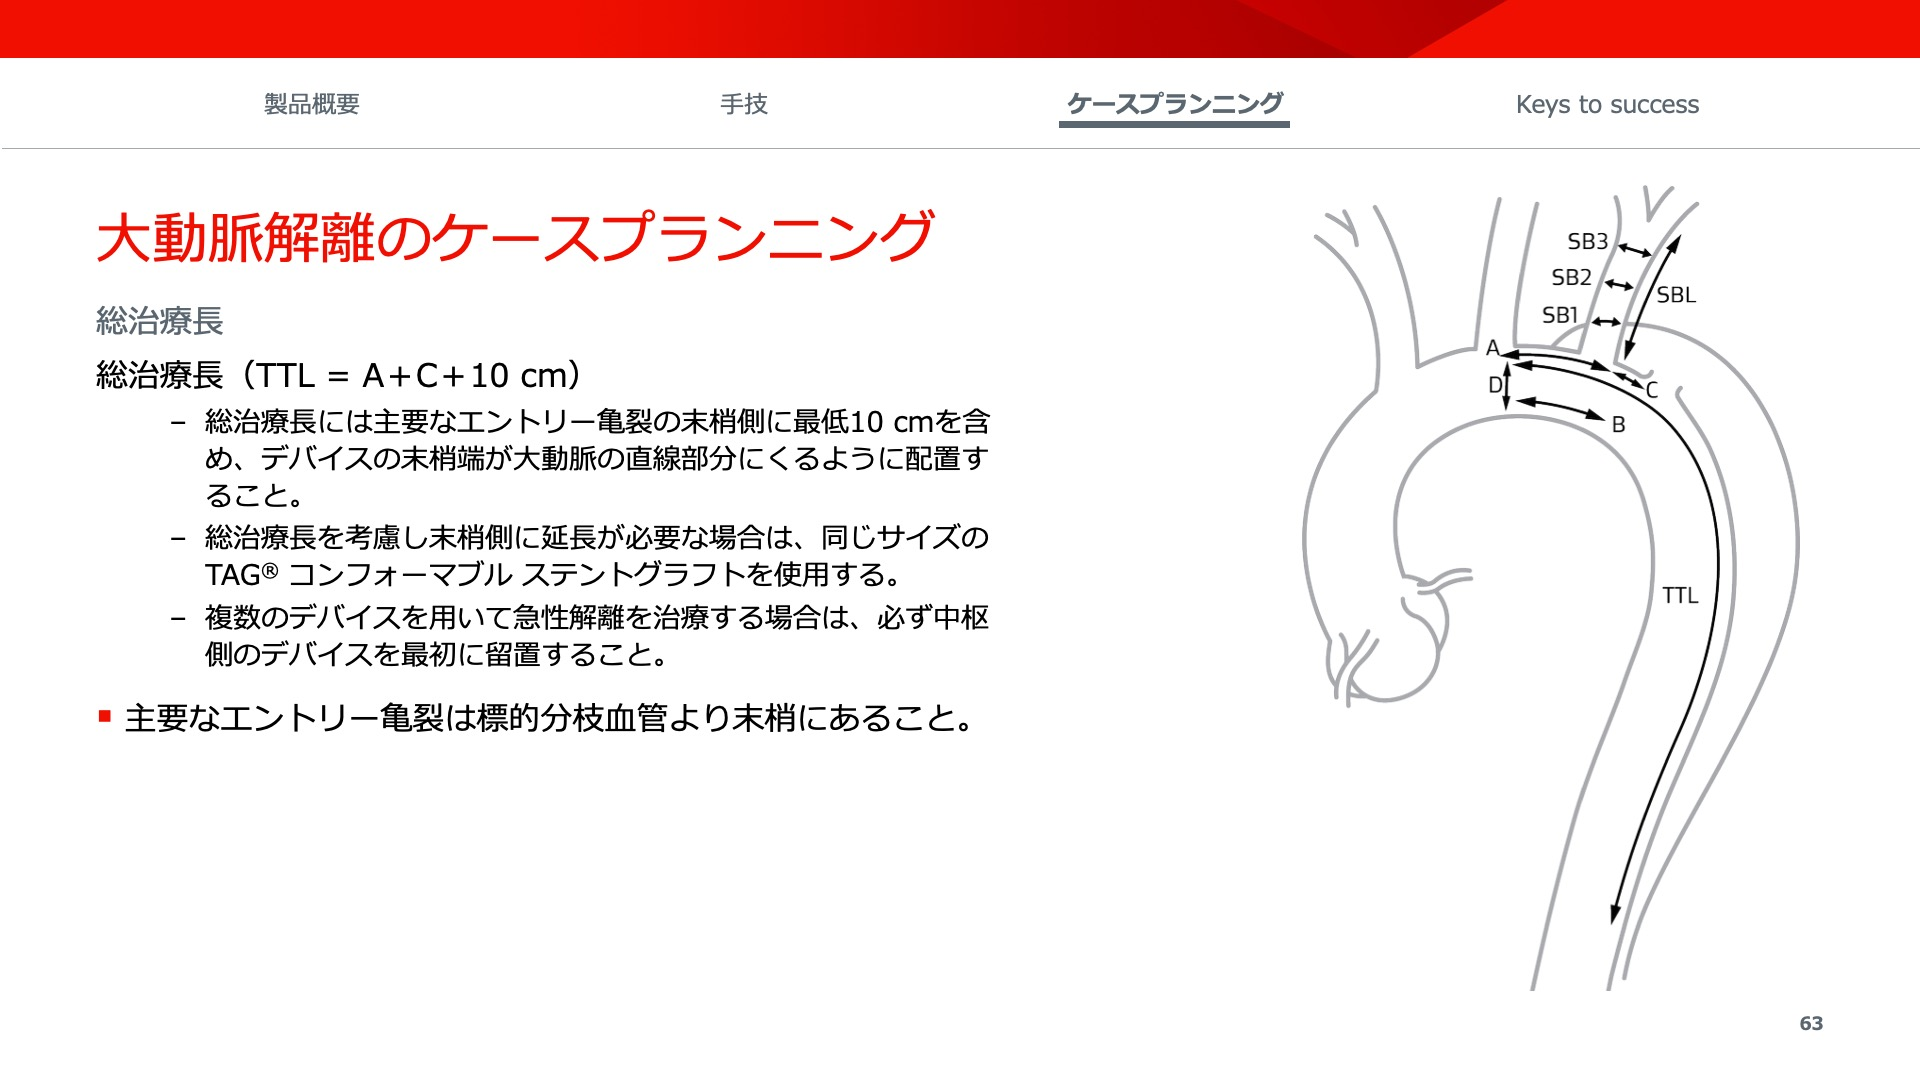 製品概要
手技
ケースプランニング
Keys to success
大動脈解離のケースプランニング
総治療長
総治療長（TTL = A＋C＋10 cm）
– 総治療長には主要なエントリー亀裂の末梢側に最低10 cmを含
め、デバイスの末梢端が大動脈の直線部分にくるように配置す
ること。
– 総治療長を考慮し末梢側に延長が必要な場合は、同じサイズの
TAG® コンフォーマブル ステントグラフトを使用する。
– 複数のデバイスを用いて急性解離を治療する場合は、必ず中枢
側のデバイスを最初に留置すること。
▪ 主要なエントリー亀裂は標的分枝血管より末梢にあること。
SB3
SB2
SBL
SB1
A
D
C
B
TTL
63